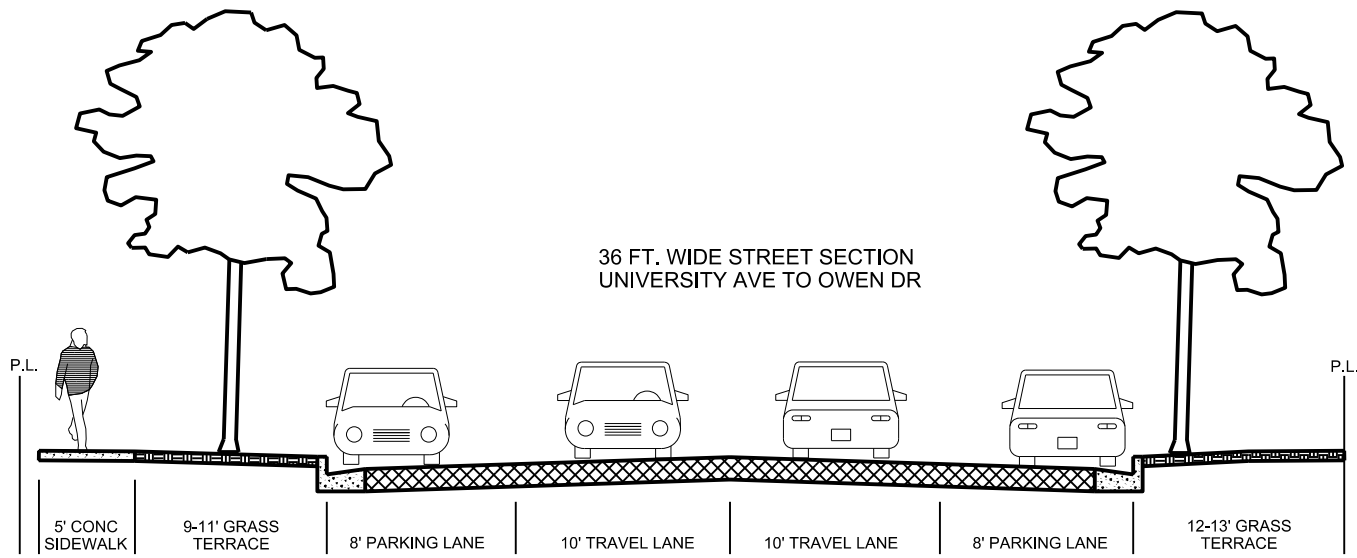 36 FT. WIDE STREET SECTION
UNIVERSITY AVE TO OWEN DR
P.L.
P.L.
5' CONC
SIDEWALK
9-11' GRASS
TERRACE
8' PARKING LANE
10' TRAVEL LANE
10' TRAVEL LANE
8' PARKING LANE
12-13' GRASS
TERRACE